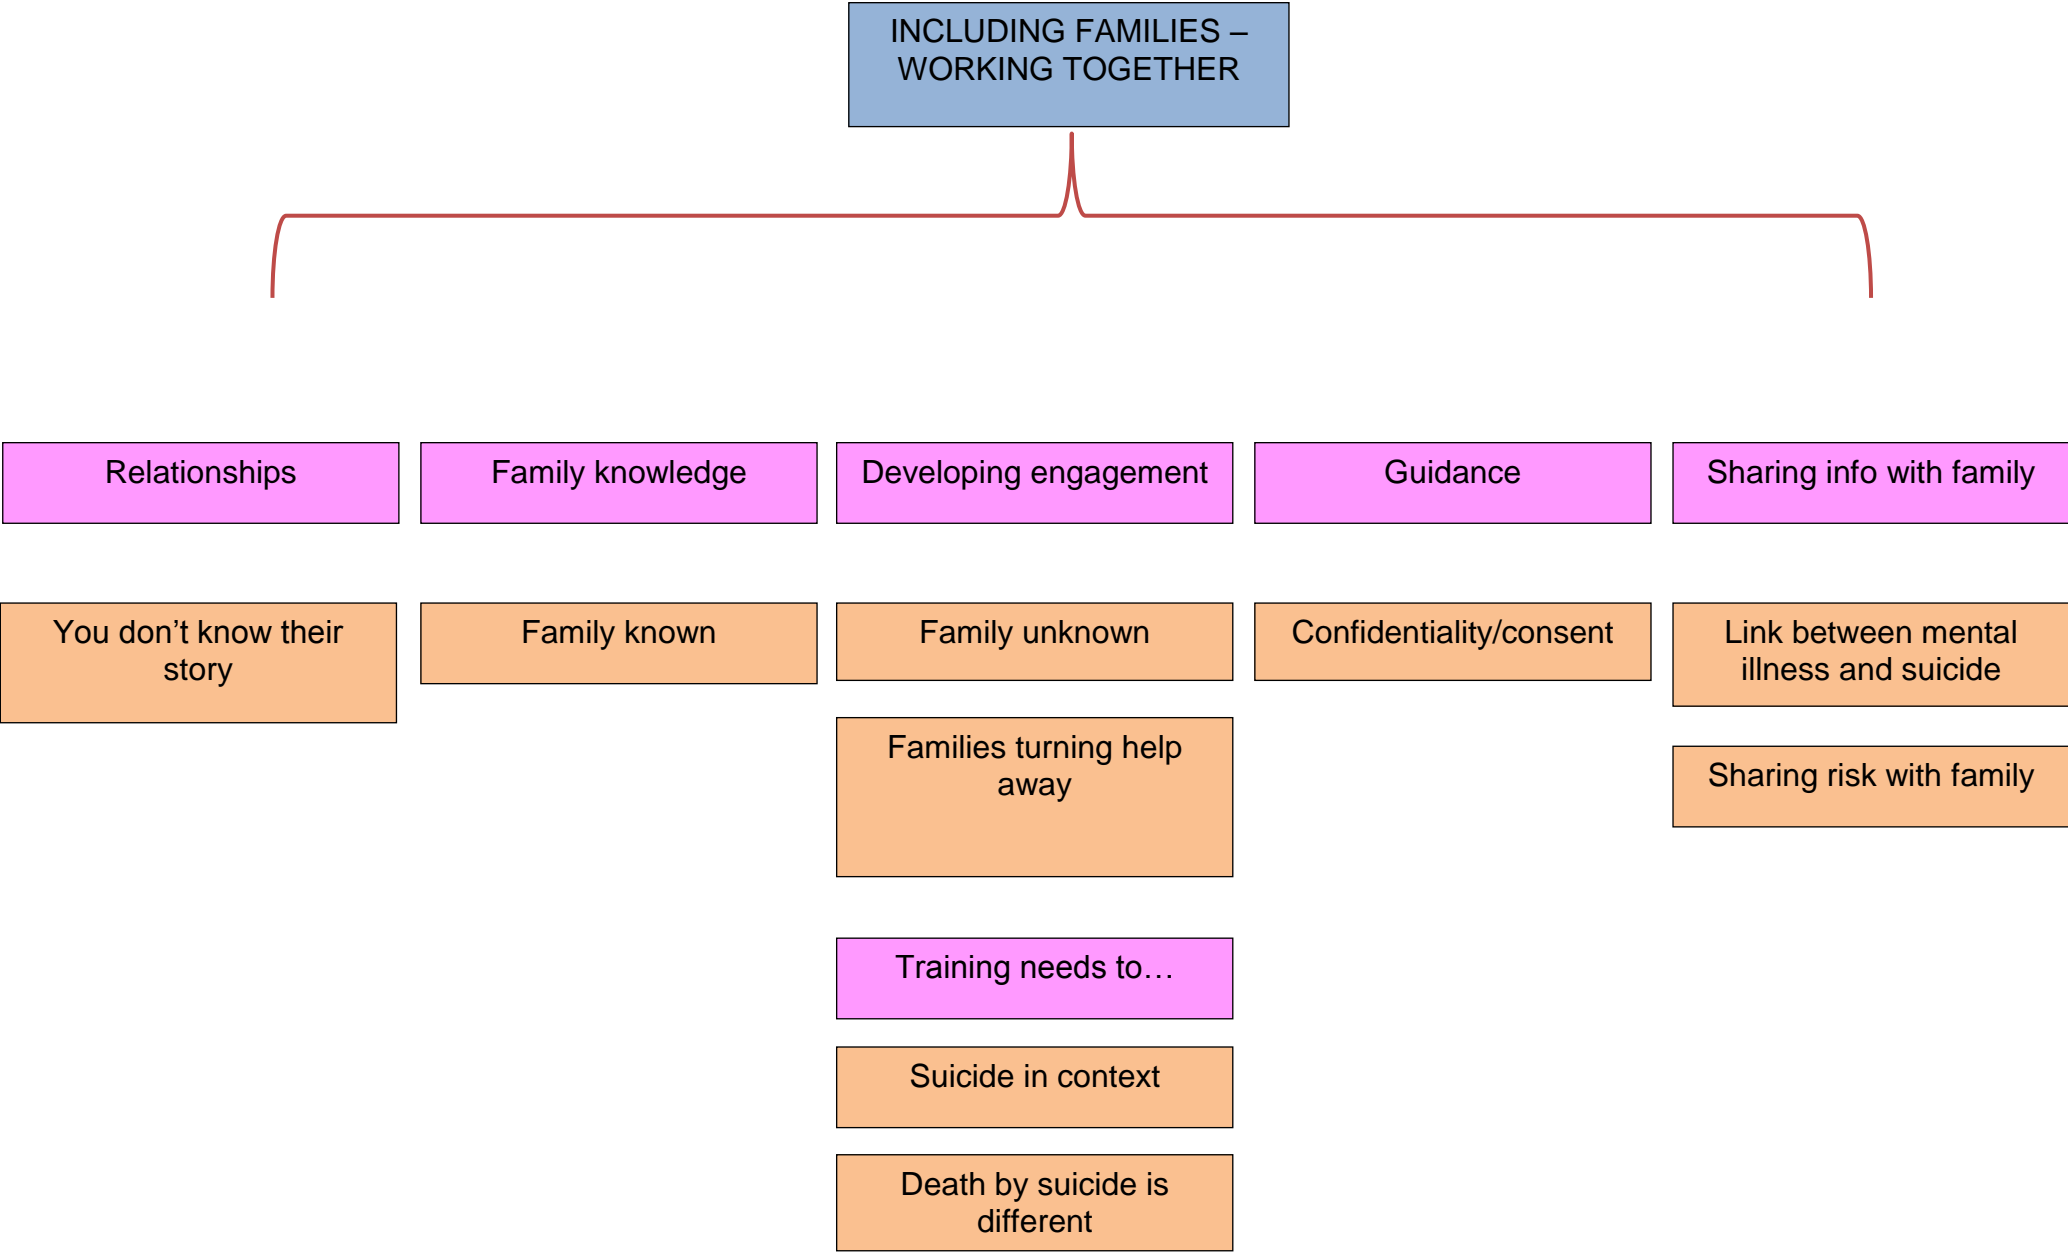 INCLUDING FAMILIES –
WORKING TOGETHER
Relationships
Family knowledge
Developing engagement
Guidance
Sharing info with family
You don’t know their
story
Family known
Family unknown
Confidentiality/consent
Link between mental
illness and suicide
Families turning help
away
Sharing risk with family
Training needs to…
Suicide in context
Death by suicide is
different